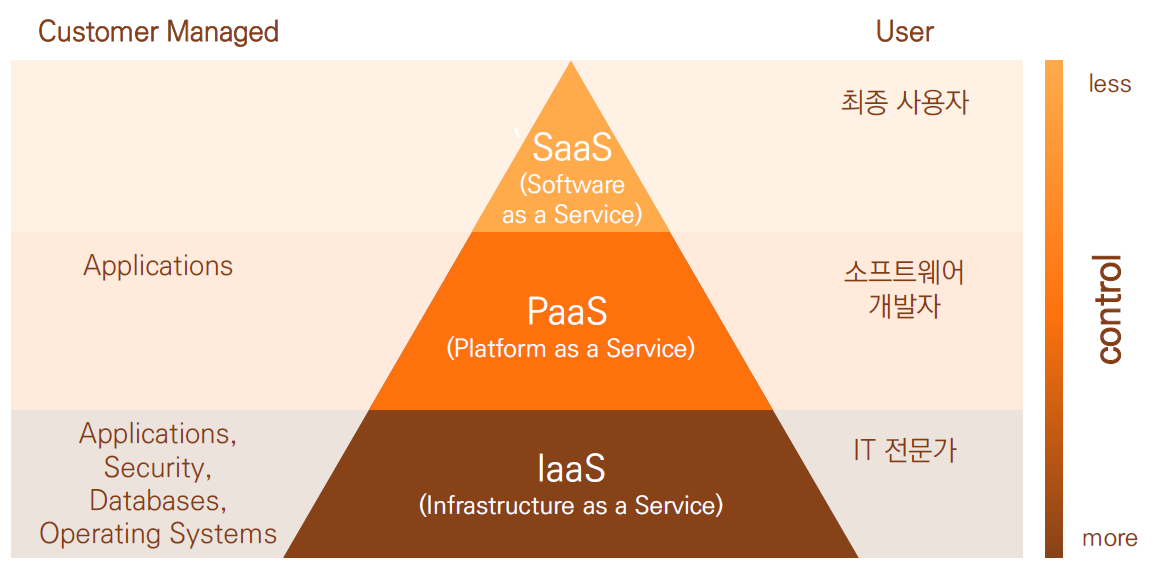 Customer Managed
User
최종 사용자
less
` SaaS
(Software
as a Service)
Applications
소프트웨어
개발자
PaaS
(Platform as a Service)
control
Applications,
Security,
Databases,
Operating Systems
IT 전문가
IaaS
(Infrastructure as a Service)
more